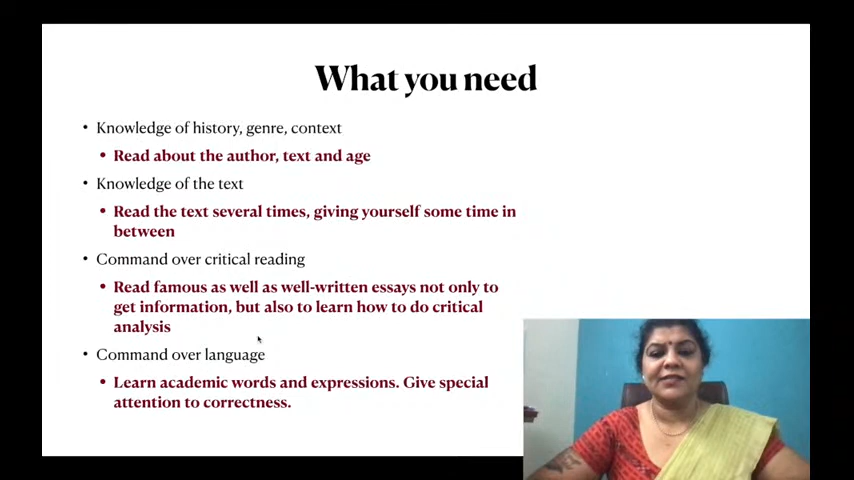 What you need
• Knowledge of history, genre, context
• Read about the author, text and age
• Knowledge of the text
• Read the text several times, giving yourself some time in
between
• Command over critical reading
• Read famous as well as well-written essays not only to
get information, but also to learn how to do critical
analysis
• Command over language
• Learn academic words and expressions. Give special
attention to correctness.